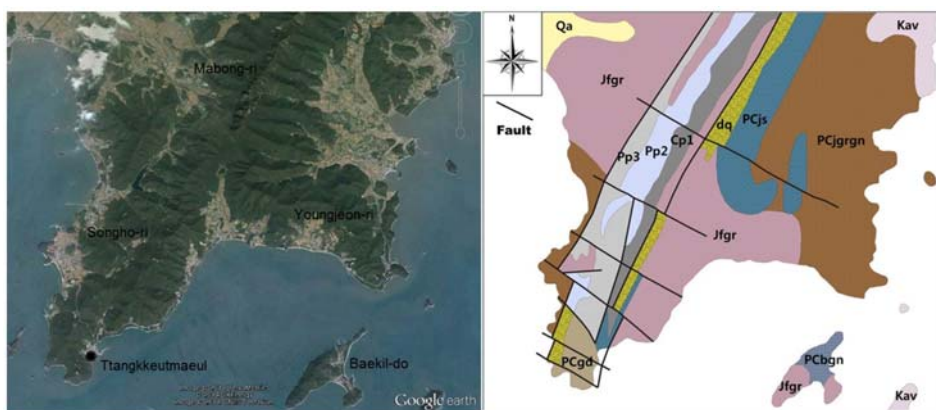 Mabong-ri
Songho-ri
Youngjeon-ri
Ttangkkeutmaeul
Baekil-do
Google earth
N
Fault
Qa
Kav
Jfgr
dq
PCjs
PCjgrgn
Pp3
Pp2
Cp1
Jfgr
PCgd
PCbgn
Jfgr
Kav